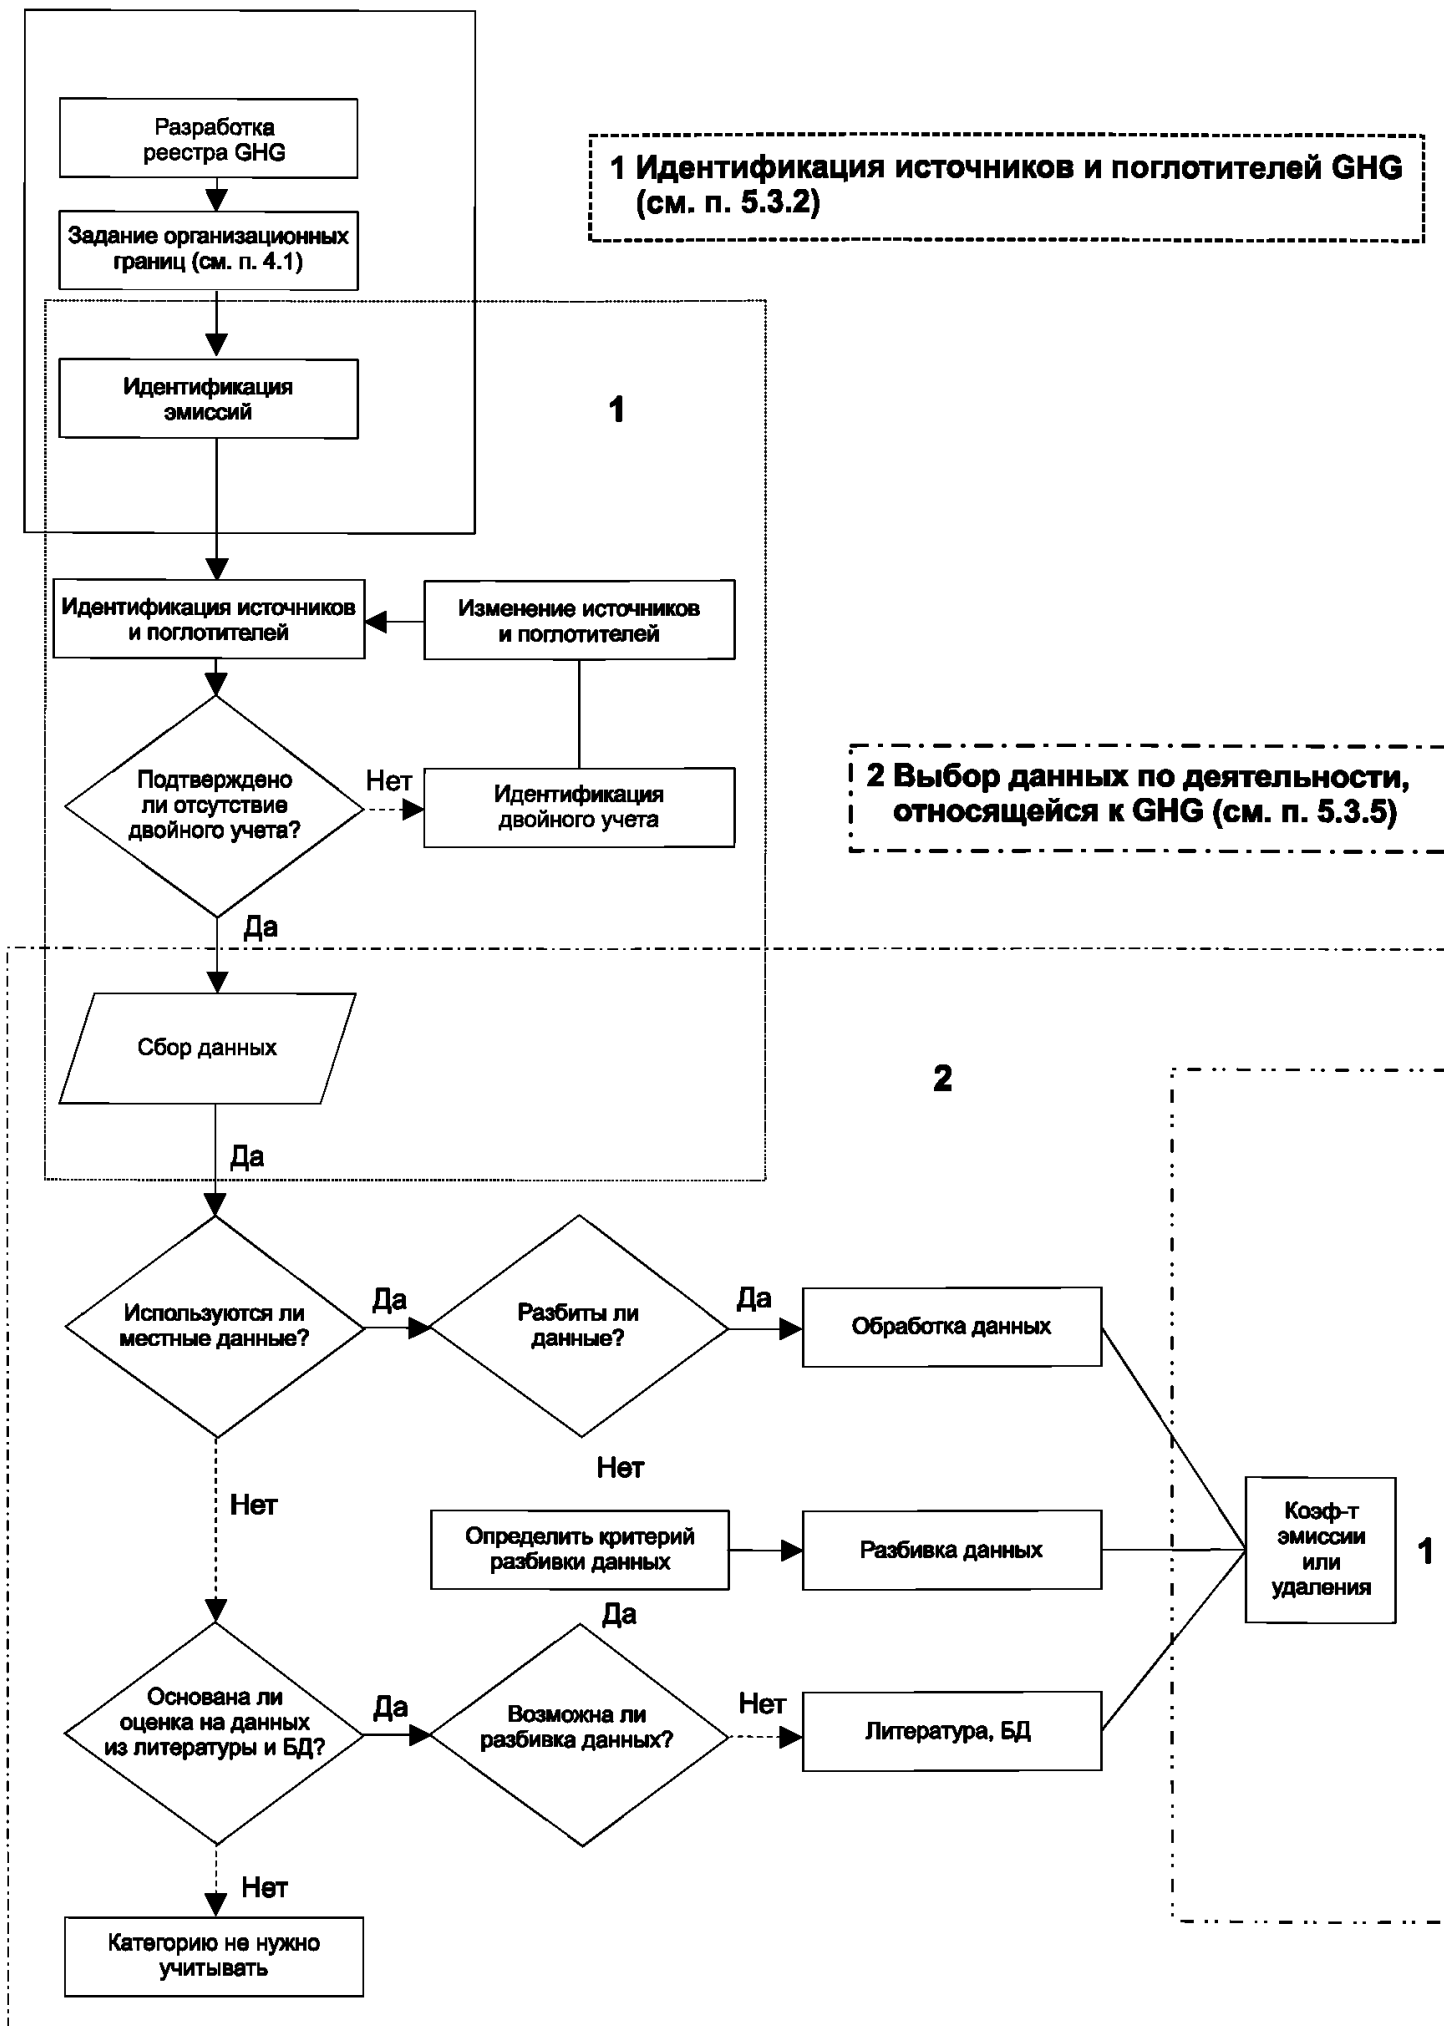 Разработка
реестра GHG
1 Идентификация источников и поглотителей GHG
(см. п. 5.3.2)
Задание организационных
границ (см. п. 4.1)
Идентификация
эмиссий
1
Идентификация источников
и поглотителей
Изменение источников
и поглотителей
Подтверждено
ли отсутствие
двойного учета?
Нет
Идентификация
двойного учета
2 Выбор данных по деятельности,
относящейся к GHG (см. п. 5.3.5)
Да
Сбор данных
2
Да
Используются ли
местные данные?
Да
Разбиты ли
данные?
Да
Обработка данных
Нет
Нет
Определить критерий
разбивки данных
Разбивка данных
Коэф-т
эмиссии
или
удаления
1
Да
Основана ли
оценка на данных
из литературы и БД?
Да
Возможна ли
разбивка данных?
Нет
Литература, БД
Нет
Категорию не нужно
учитывать